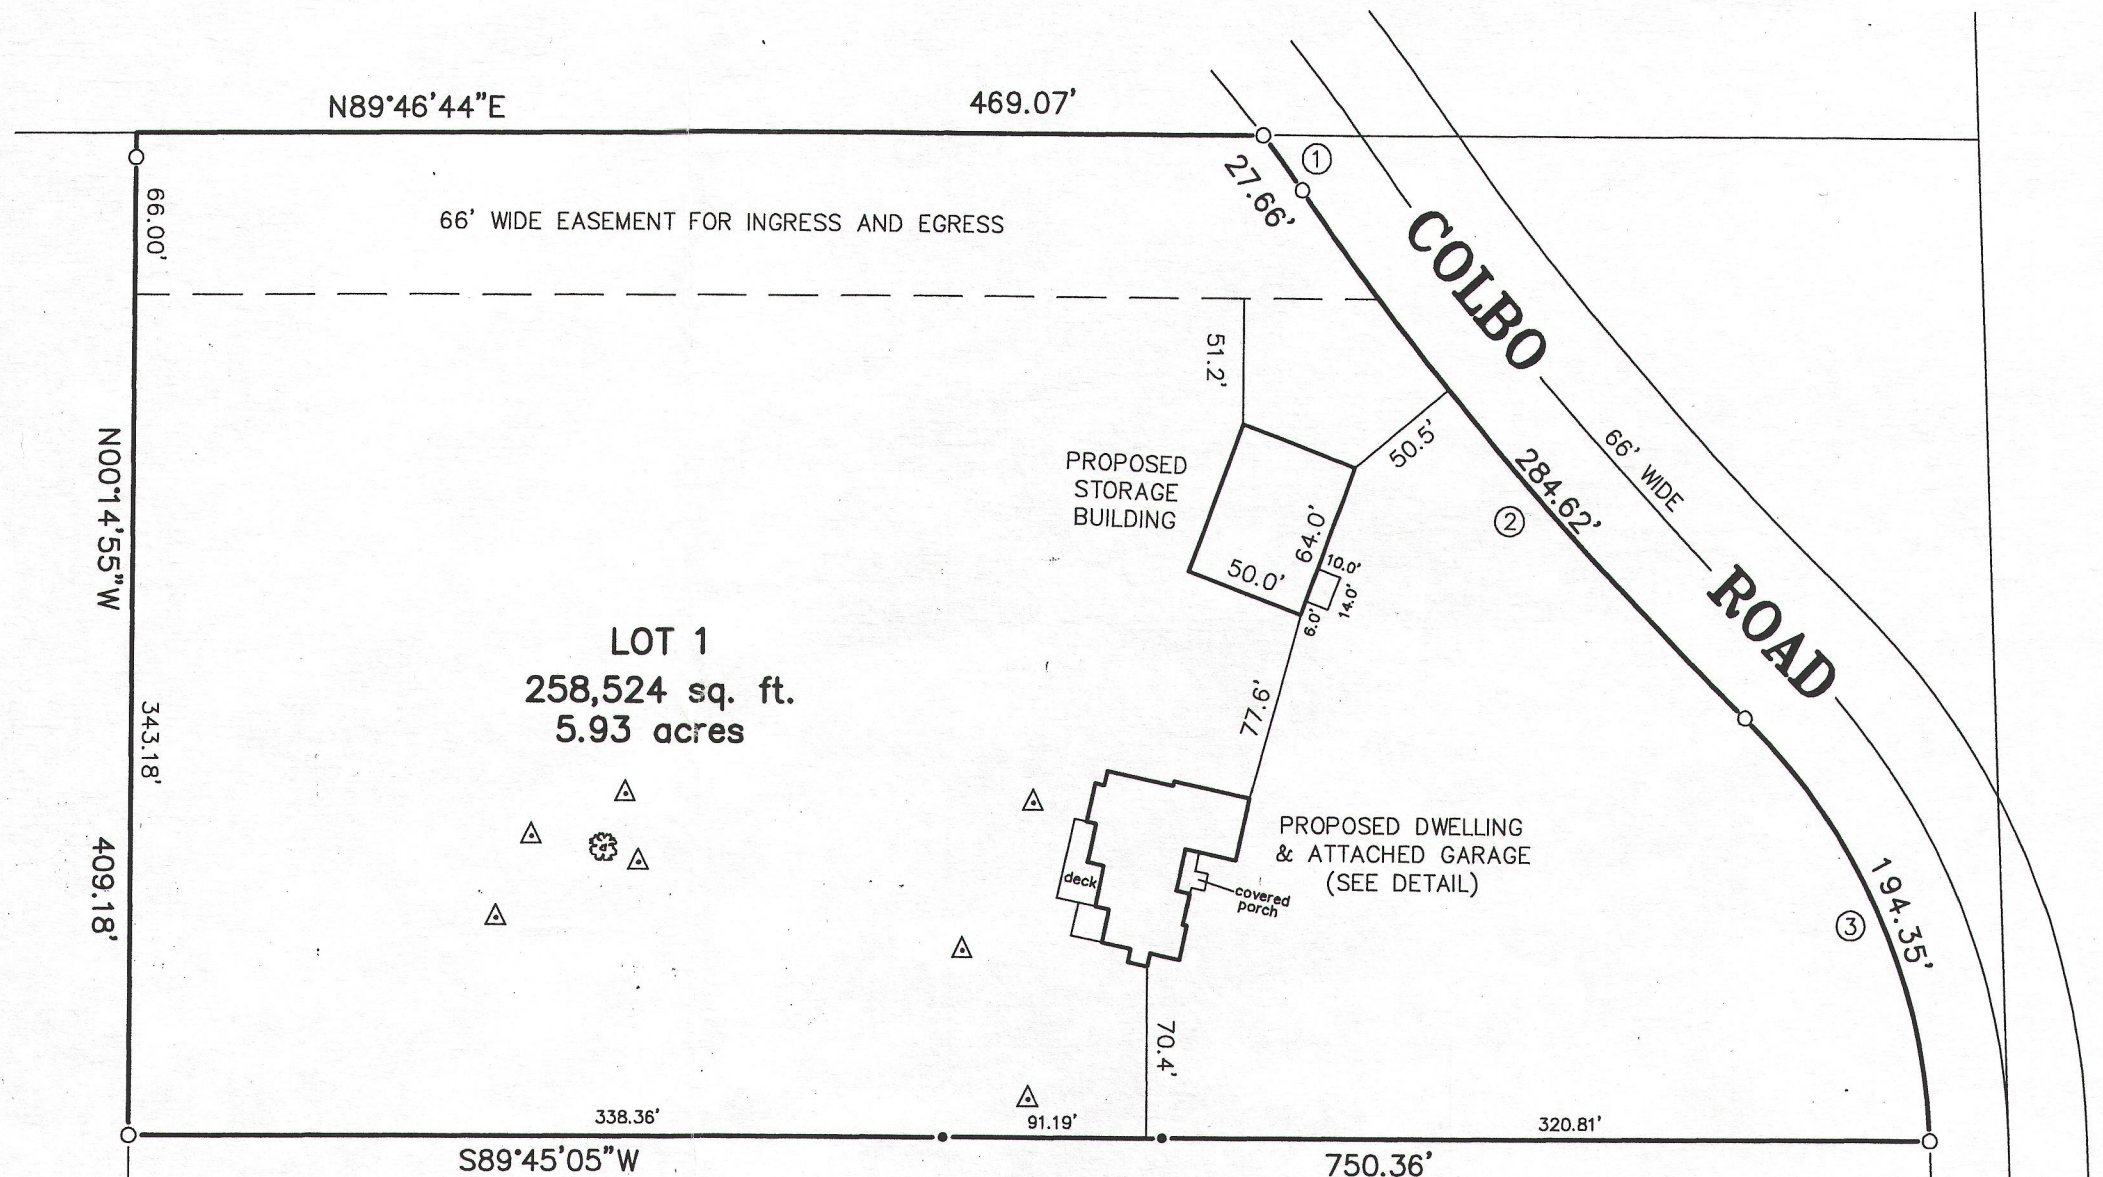 N89°46'44"E
469.07'
1
27.66'
66.00'
66' WIDE EASEMENT FOR INGRESS AND EGRESS
COLBO
51.2'
PROPOSED
STORAGE
BUILDING
50.5'
66' WIDE
284.62'
2
N00°14'55"W
64.0'
50.0'
10.0'
14.0'
6.0'
ROAD
LOT 1
258,524 sq. ft.
5.93 acres
77.6'
343.18'
409.18'
PROPOSED DWELLING
& ATTACHED GARAGE
(SEE DETAIL)
deck
covered
porch
194.35'
3
70.4'
338.36'
91.19'
320.81'
S89°45'05"W
750.36'